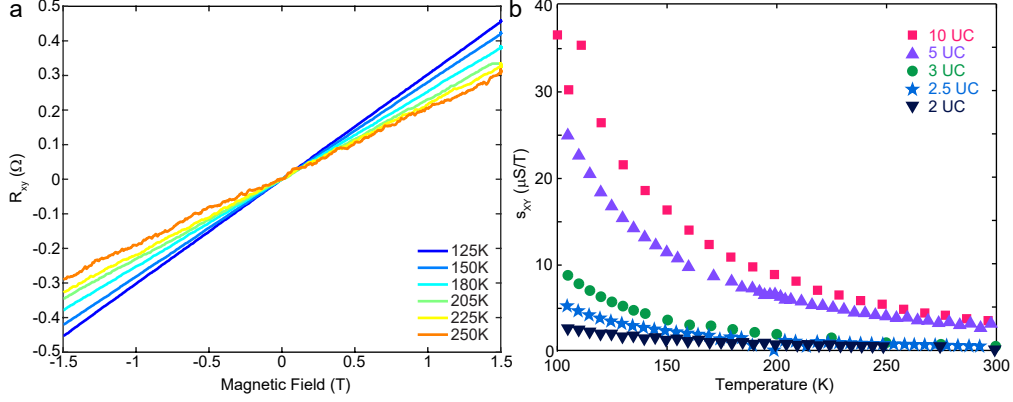 a
R_xy (Ω)
0.5
0.4
0.3
0.2
0.1
0
-0.1
-0.2
-0.3
-0.4
-0.5
-1.5
-1
-0.5
0
0.5
1
1.5
Magnetic Field (T)
125K
150K
180K
205K
225K
250K
b
s_XY (μS/T)
40
30
20
10
0
100
150
200
250
300
Temperature (K)
10 UC
5 UC
3 UC
2.5 UC
2 UC